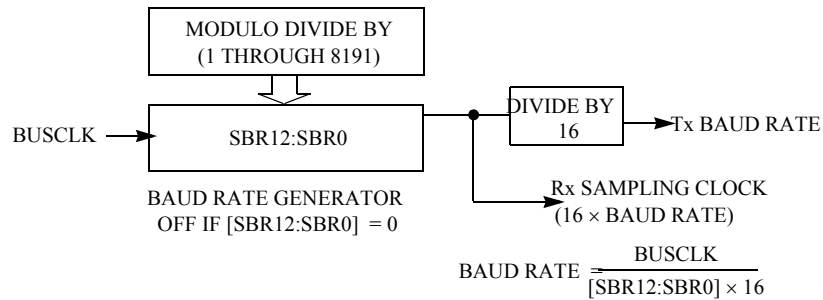 MODULO DIVIDE BY
(1 THROUGH 8191)
BUSCLK
SBR12:SBR0
DIVIDE BY
16
Tx BAUD RATE
BAUD RATE GENERATOR
OFF IF [SBR12:SBR0] = 0
Rx SAMPLING CLOCK
(16 × BAUD RATE)
BAUD RATE =
BUSCLK
[SBR12:SBR0] × 16